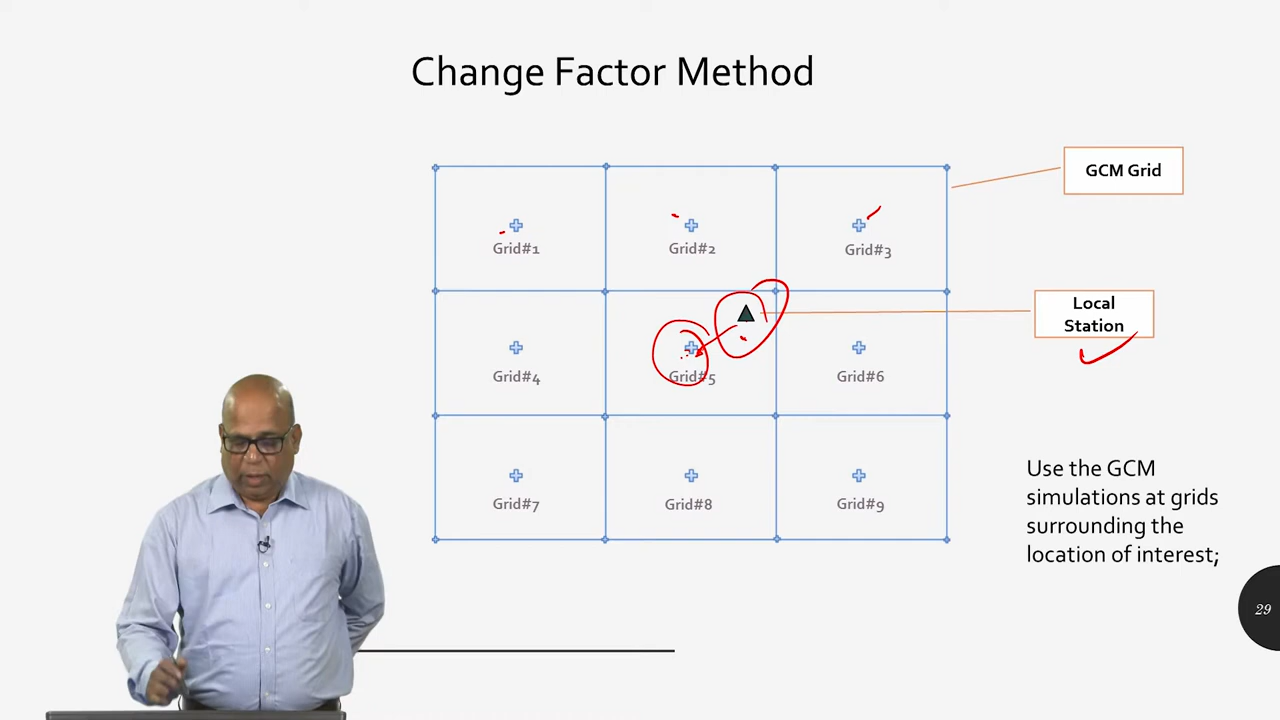 Change Factor Method
GCM Grid
Grid#1
Grid#2
Grid#3
Local
Station
Grid#4
Grid#5
Grid#6
Use the GCM
simulations at grids
surrounding the
location of interest;
Grid#7
Grid#8
Grid#9
29